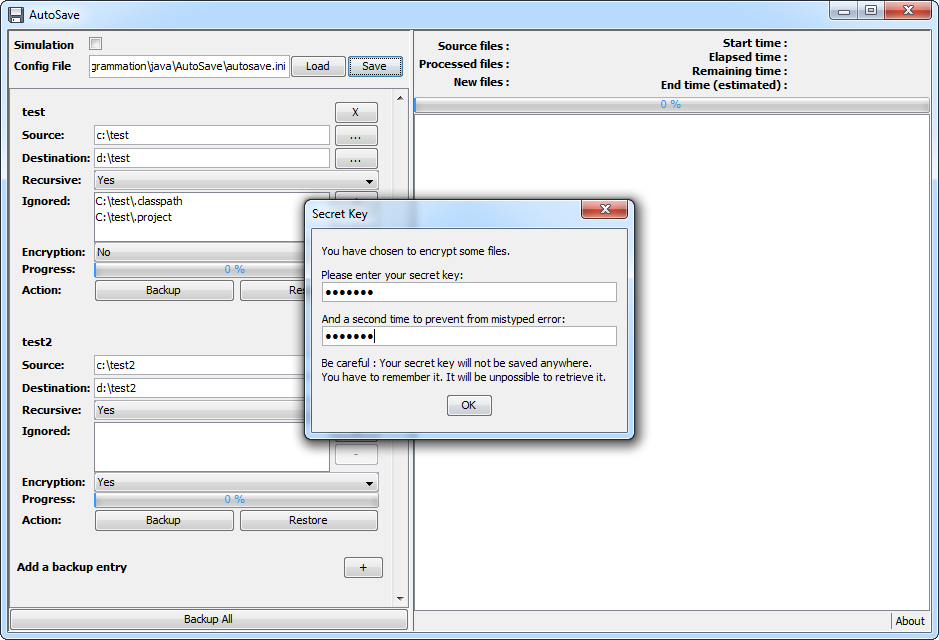 AutoSave
Simulation
Config File grammation\java\AutoSave\autosave.ini Load Save
test X
Source: c:\test ...
Destination: d:\test ...
Recursive: Yes
Ignored: C:\test\.classpath
C:\test\.project
Encryption: No
Progress: 0 %
Action: Backup Res
test2
Source: c:\test2
Destination: d:\test2
Recursive: Yes
Ignored:
-
Encryption: Yes
Progress: 0 %
Action: Backup Restore
Add a backup entry +
Backup All
Source files :
Processed files :
New files :
Start time :
Elapsed time :
Remaining time :
End time (estimated) :
0 %
Secret Key
You have chosen to encrypt some files.
Please enter your secret key:
•••••••
And a second time to prevent from mistyped error:
•••••••
Be careful : Your secret key will not be saved anywhere.
You have to remember it. It will be unpossible to retrieve it.
OK
About